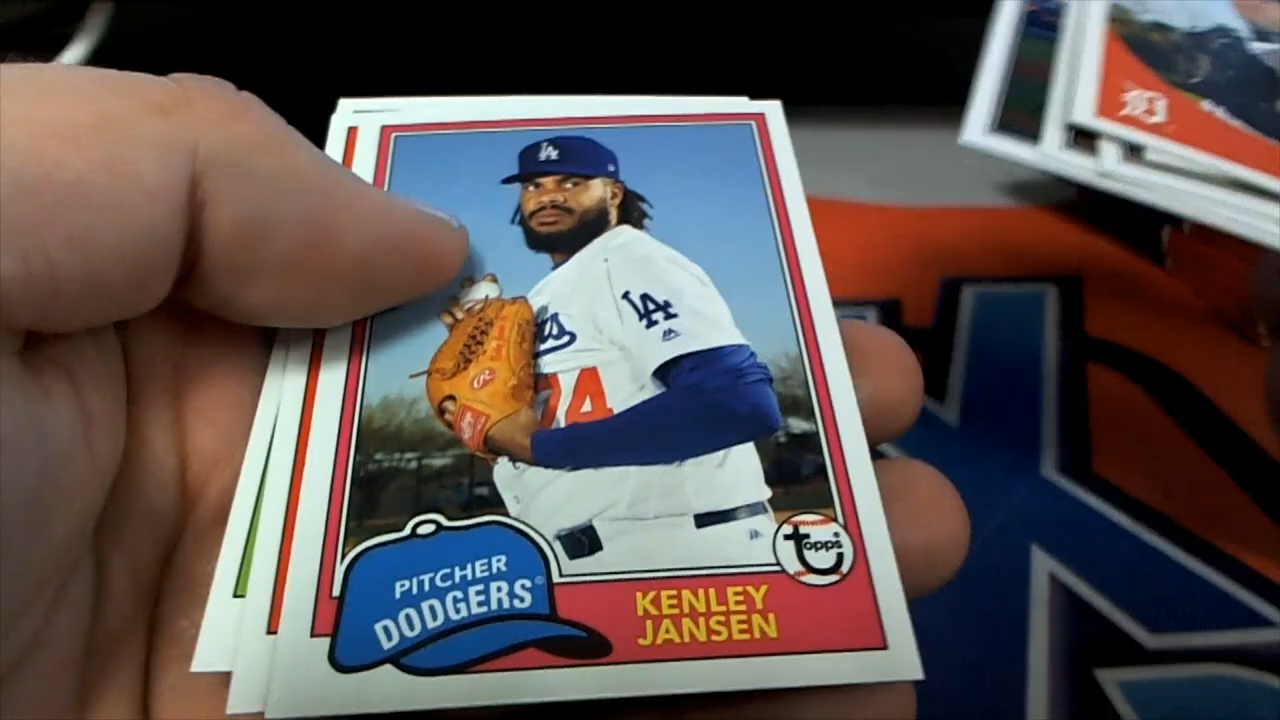 LA
LA
74
PITCHER
DODGERS
KENLEY
JANSEN
topps